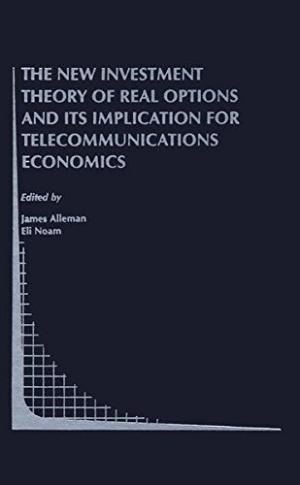 THE NEW INVESTMENT
THEORY OF REAL OPTIONS
AND ITS IMPLICATION FOR
TELECOMMUNICATIONS
ECONOMICS
Edited by
James Alleman
Eli Noam